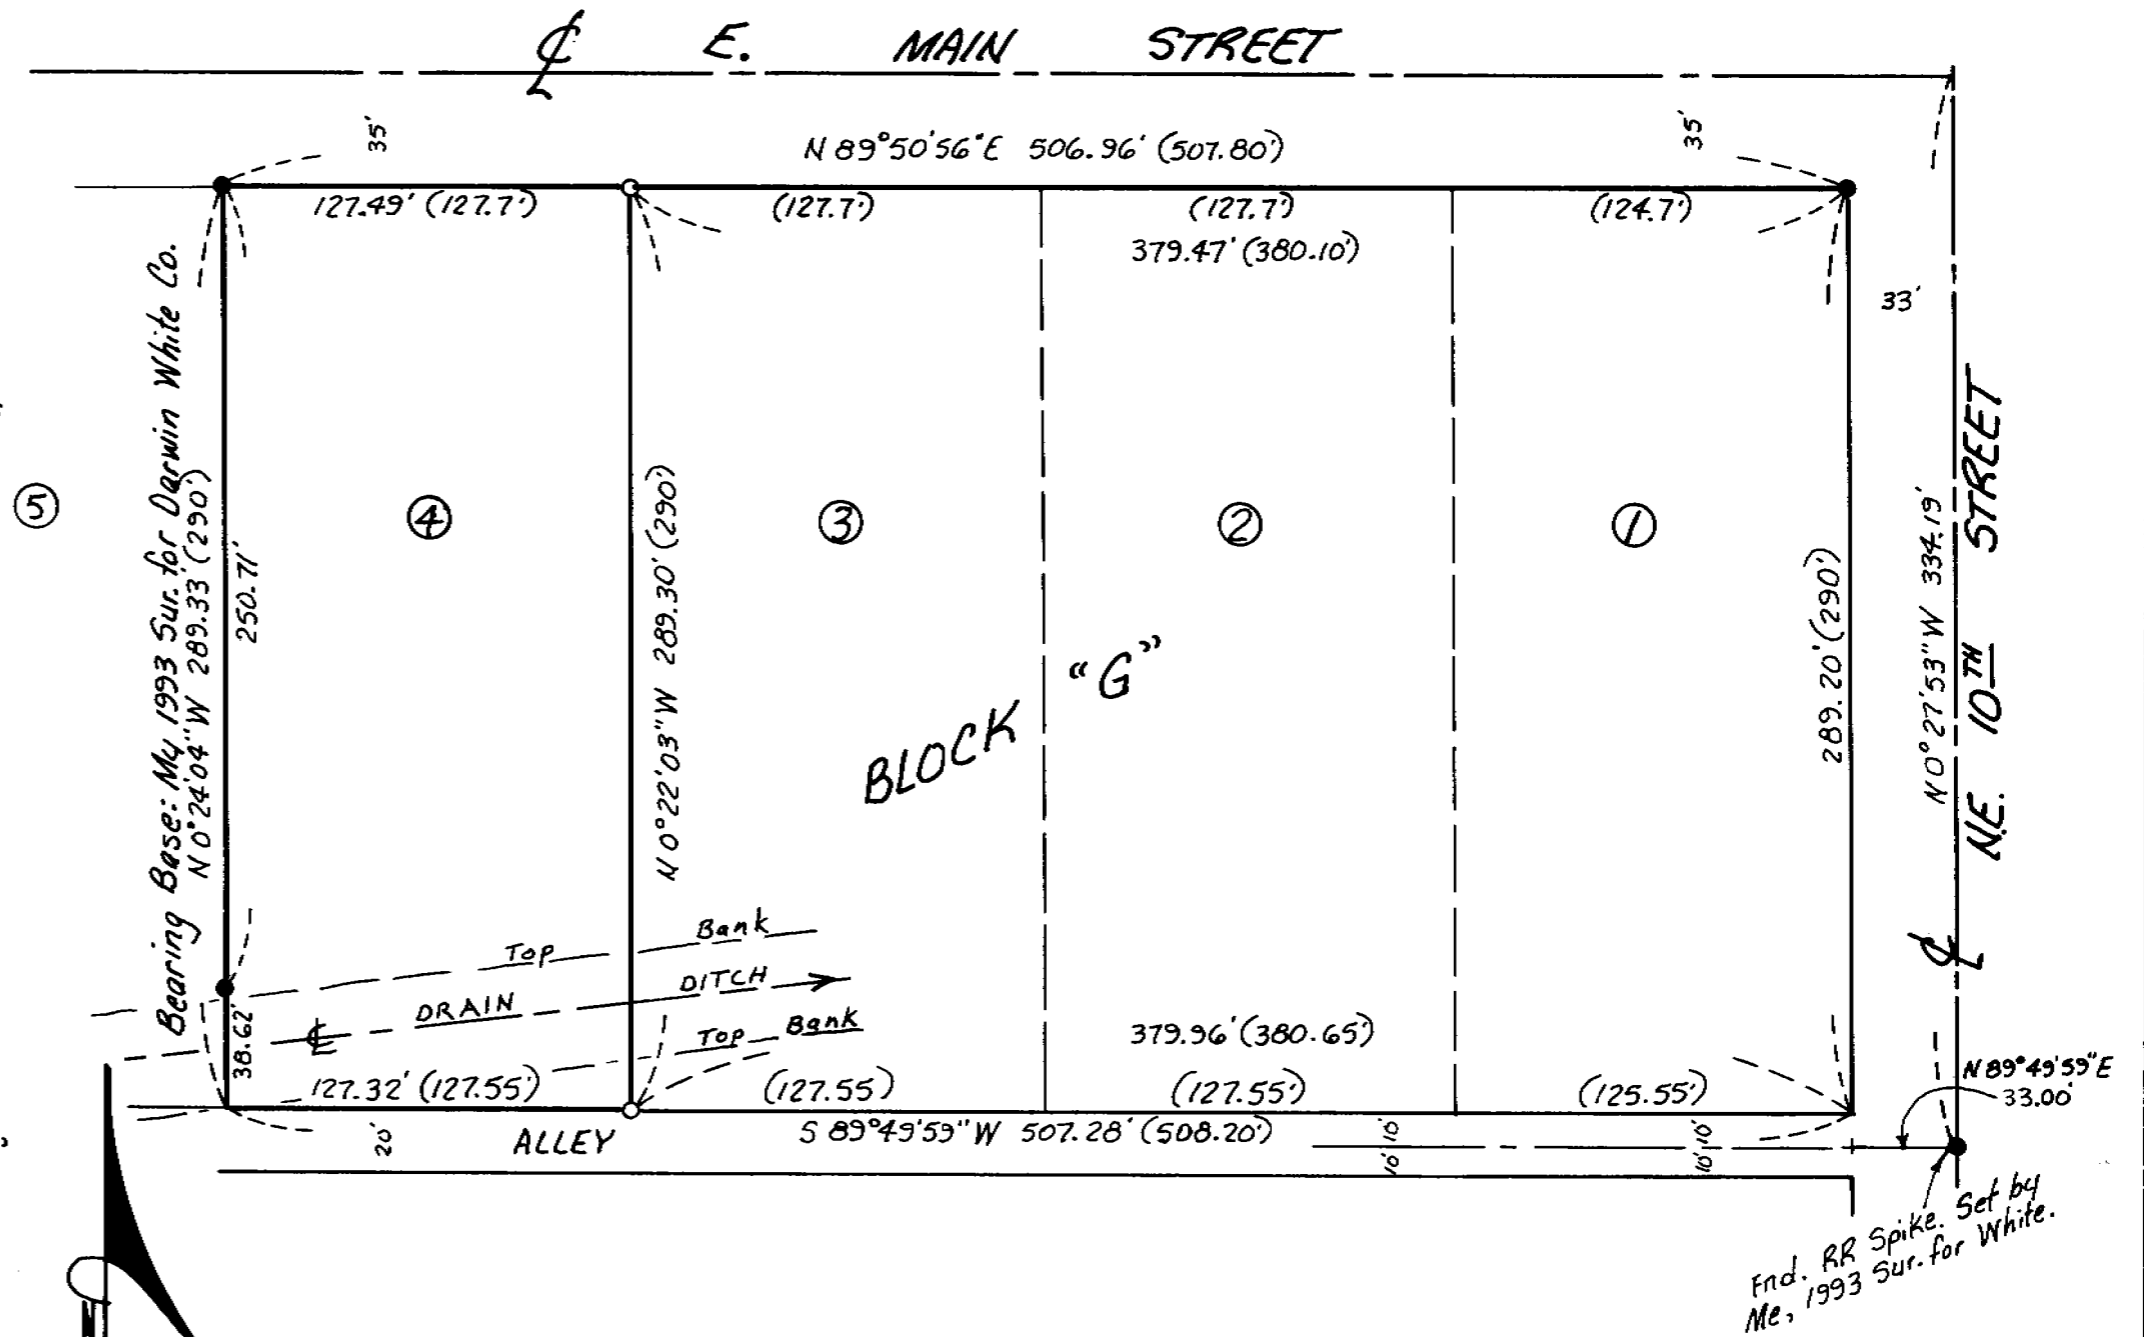 ℄ E. MAIN STREET
35'
35'
N 89°50'56"E 506.96' (507.80')
127.49' (127.7')
(127.7')
(127.7')
(124.7')
379.47' (380.10')
33'
Bearing Base: My 1993 Sur. for Darwin White Co.
N 0°24'04"W 289.33' (290')
250.71'
N 0°22'03"W 289.30' (290')
289.20' (290')
N 0°27'53"W 334.19'
N.E. 10TH STREET
℄
5
4
3
2
1
BLOCK "G"
Top Bank
℄ DRAIN DITCH
Top Bank
38.62'
379.96' (380.65')
127.32' (127.55')
(127.55)
(127.55')
(125.55')
N 89°49'59"E
33.00'
20'
ALLEY
S 89°49'59"W 507.28' (508.20')
10'
10'
10'
10'
Fnd. RR Spike. Set by
Me, 1993 Sur. for White.